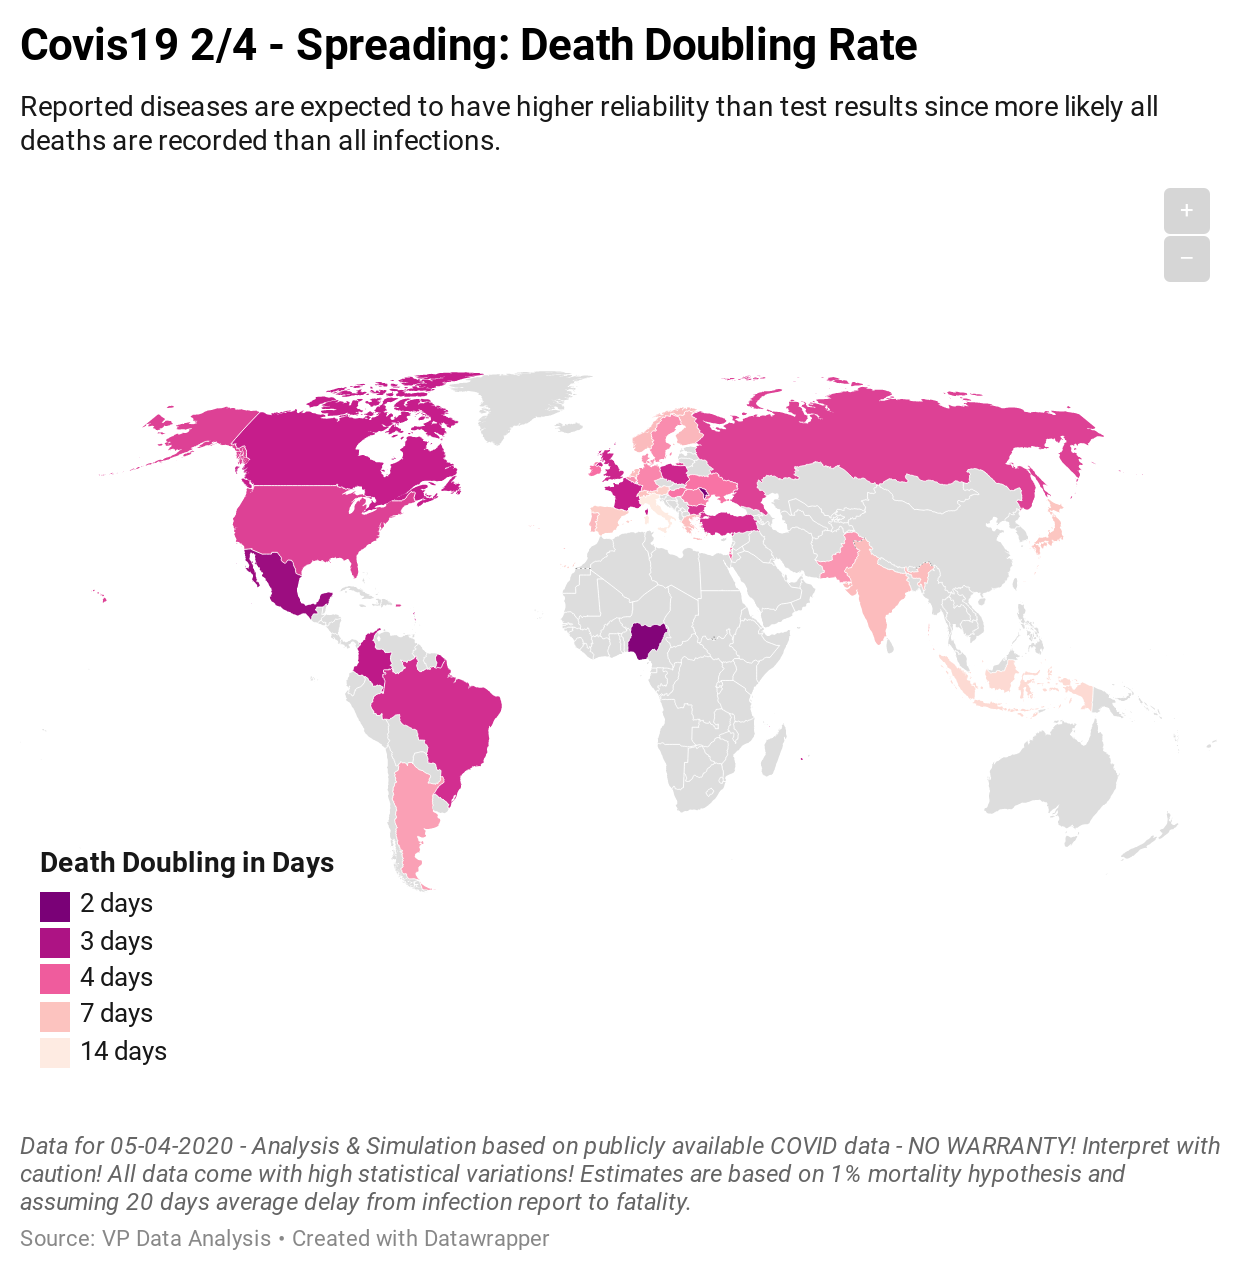 Covis19 2/4 - Spreading: Death Doubling Rate
Reported diseases are expected to have higher reliability than test results since more likely all
deaths are recorded than all infections.
+
−
Death Doubling in Days
2 days
3 days
4 days
7 days
14 days
Data for 05-04-2020 - Analysis & Simulation based on publicly available COVID data - NO WARRANTY! Interpret with
caution! All data come with high statistical variations! Estimates are based on 1% mortality hypothesis and
assuming 20 days average delay from infection report to fatality.
Source: VP Data Analysis • Created with Datawrapper